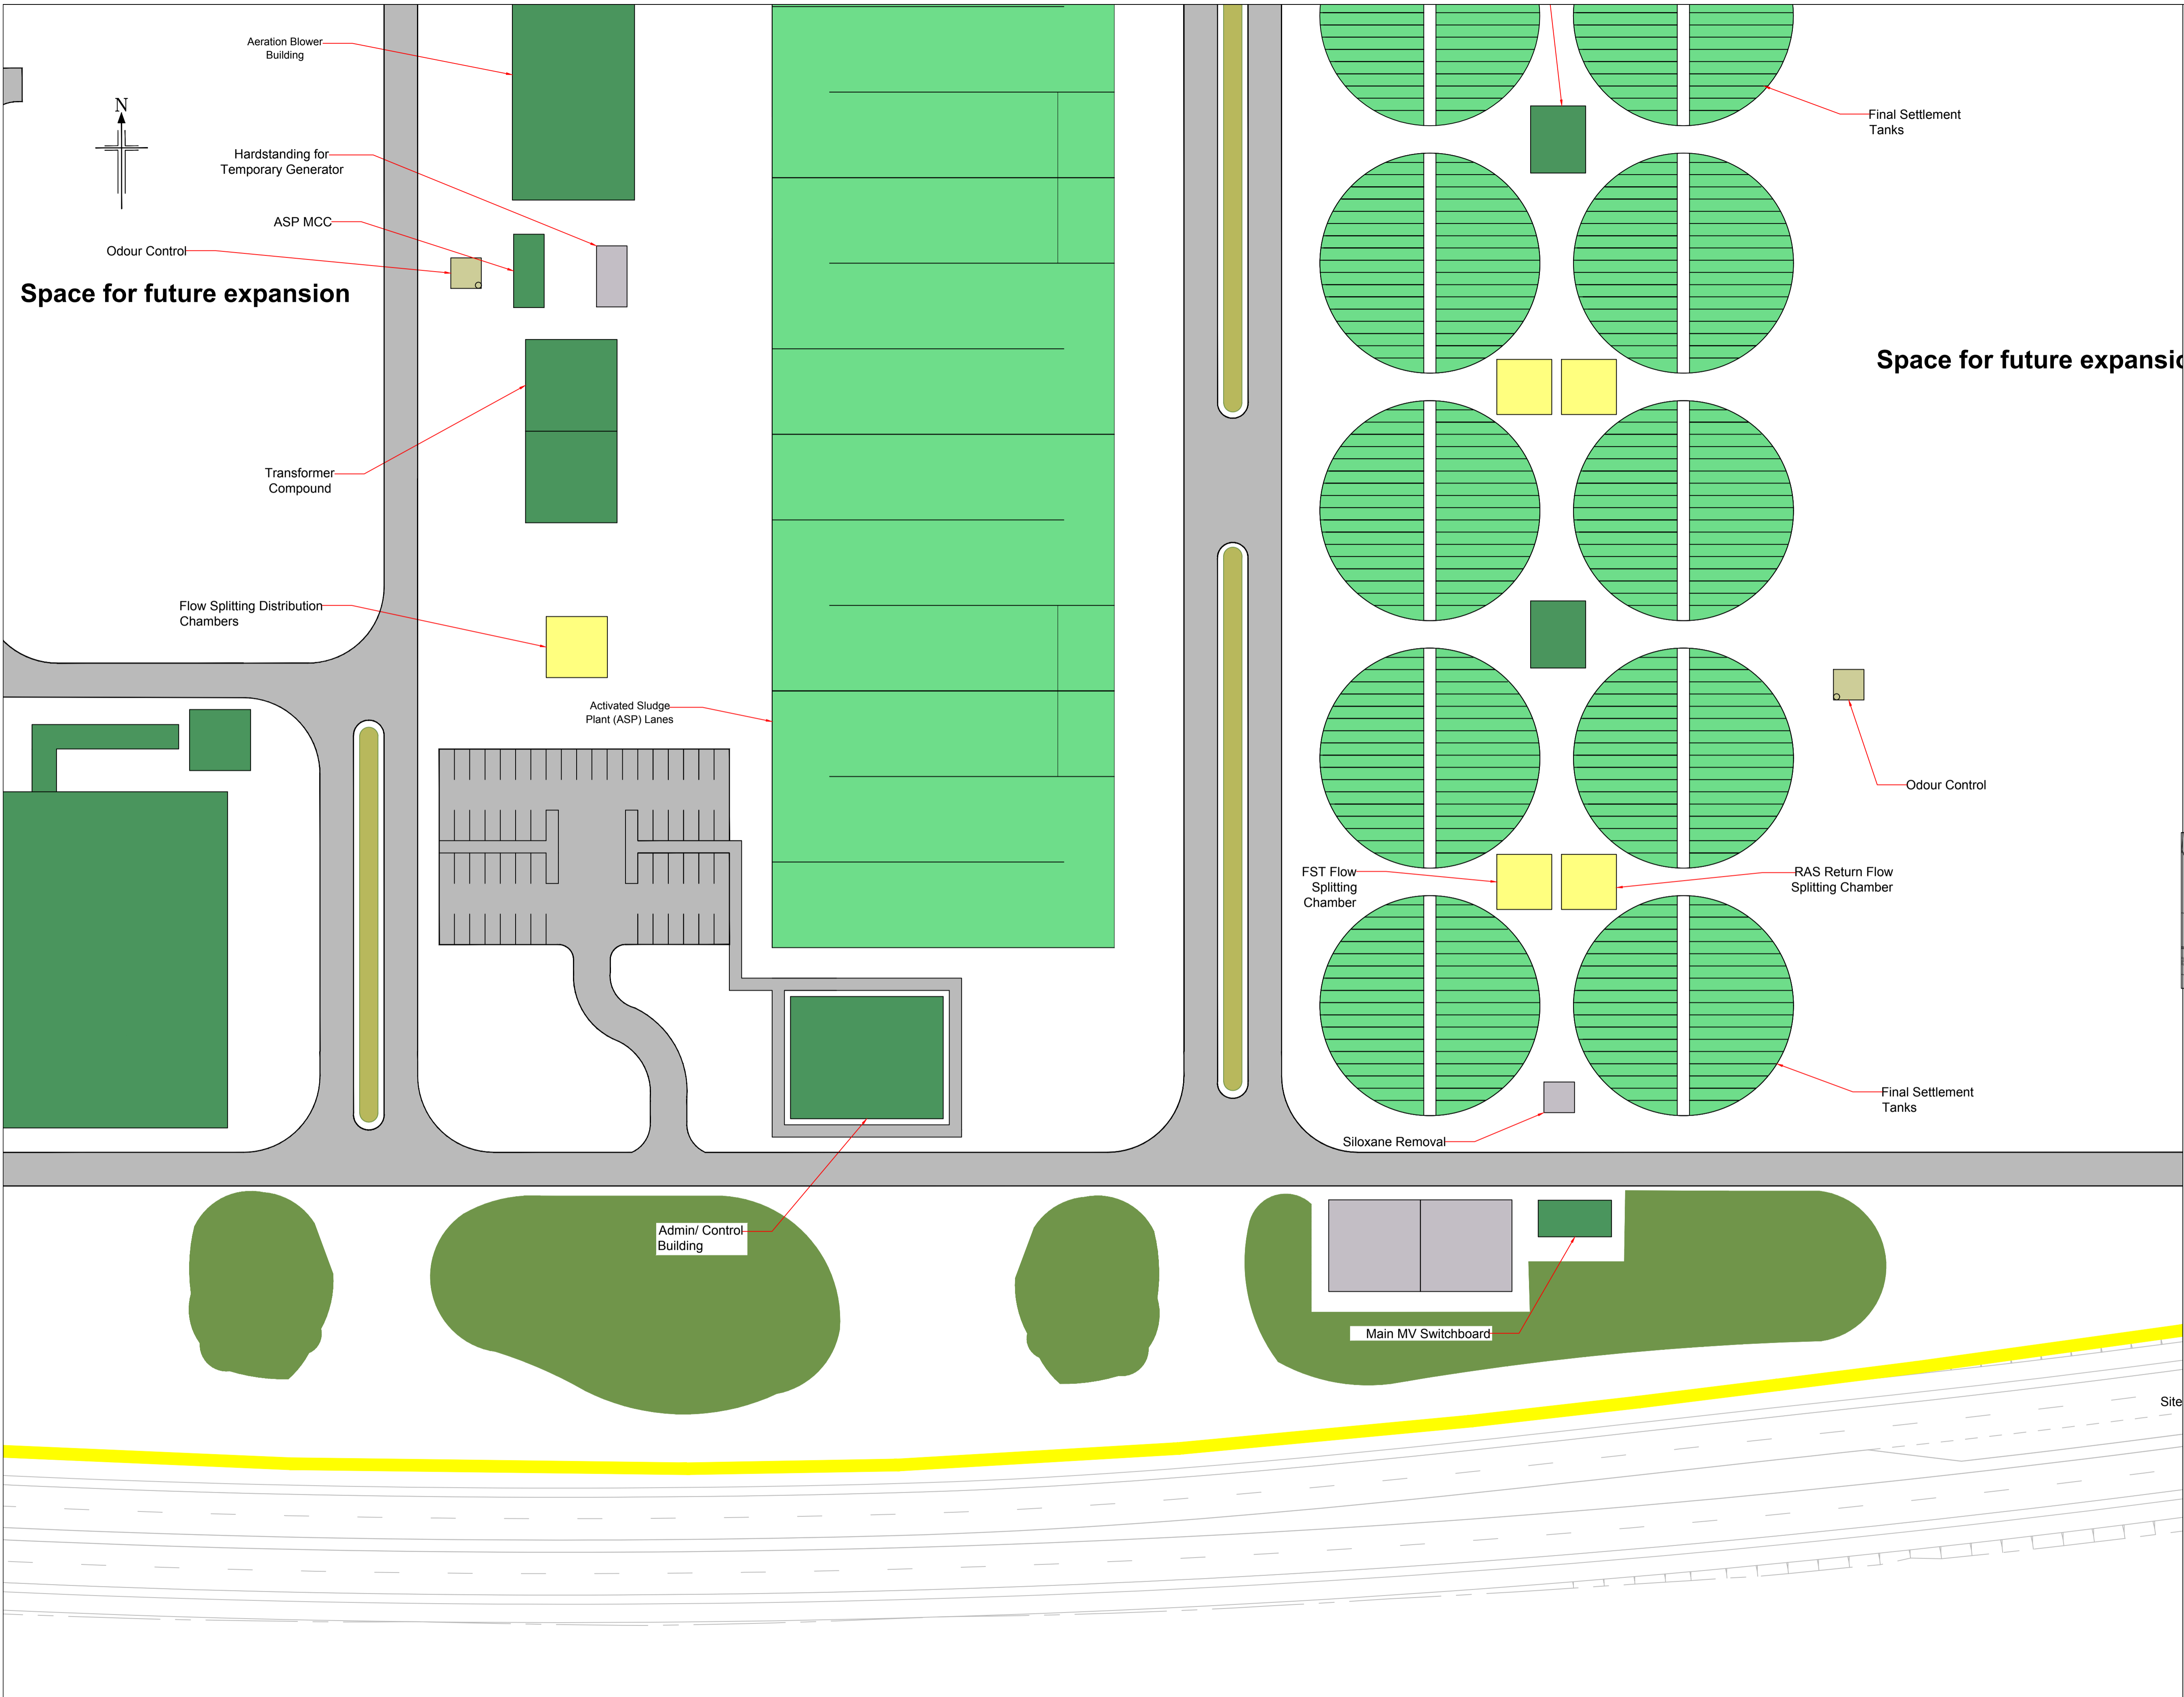 Aeration Blower
Building
N
Hardstanding for
Temporary Generator
ASP MCC
Odour Control
Space for future expansion
Transformer
Compound
Flow Splitting Distribution
Chambers
Activated Sludge
Plant (ASP) Lanes
Final Settlement
Tanks
Space for future expansio
Odour Control
FST Flow
Splitting
Chamber
RAS Return Flow
Splitting Chamber
Final Settlement
Tanks
Siloxane Removal
Admin/ Control
Building
Main MV Switchboard
Site